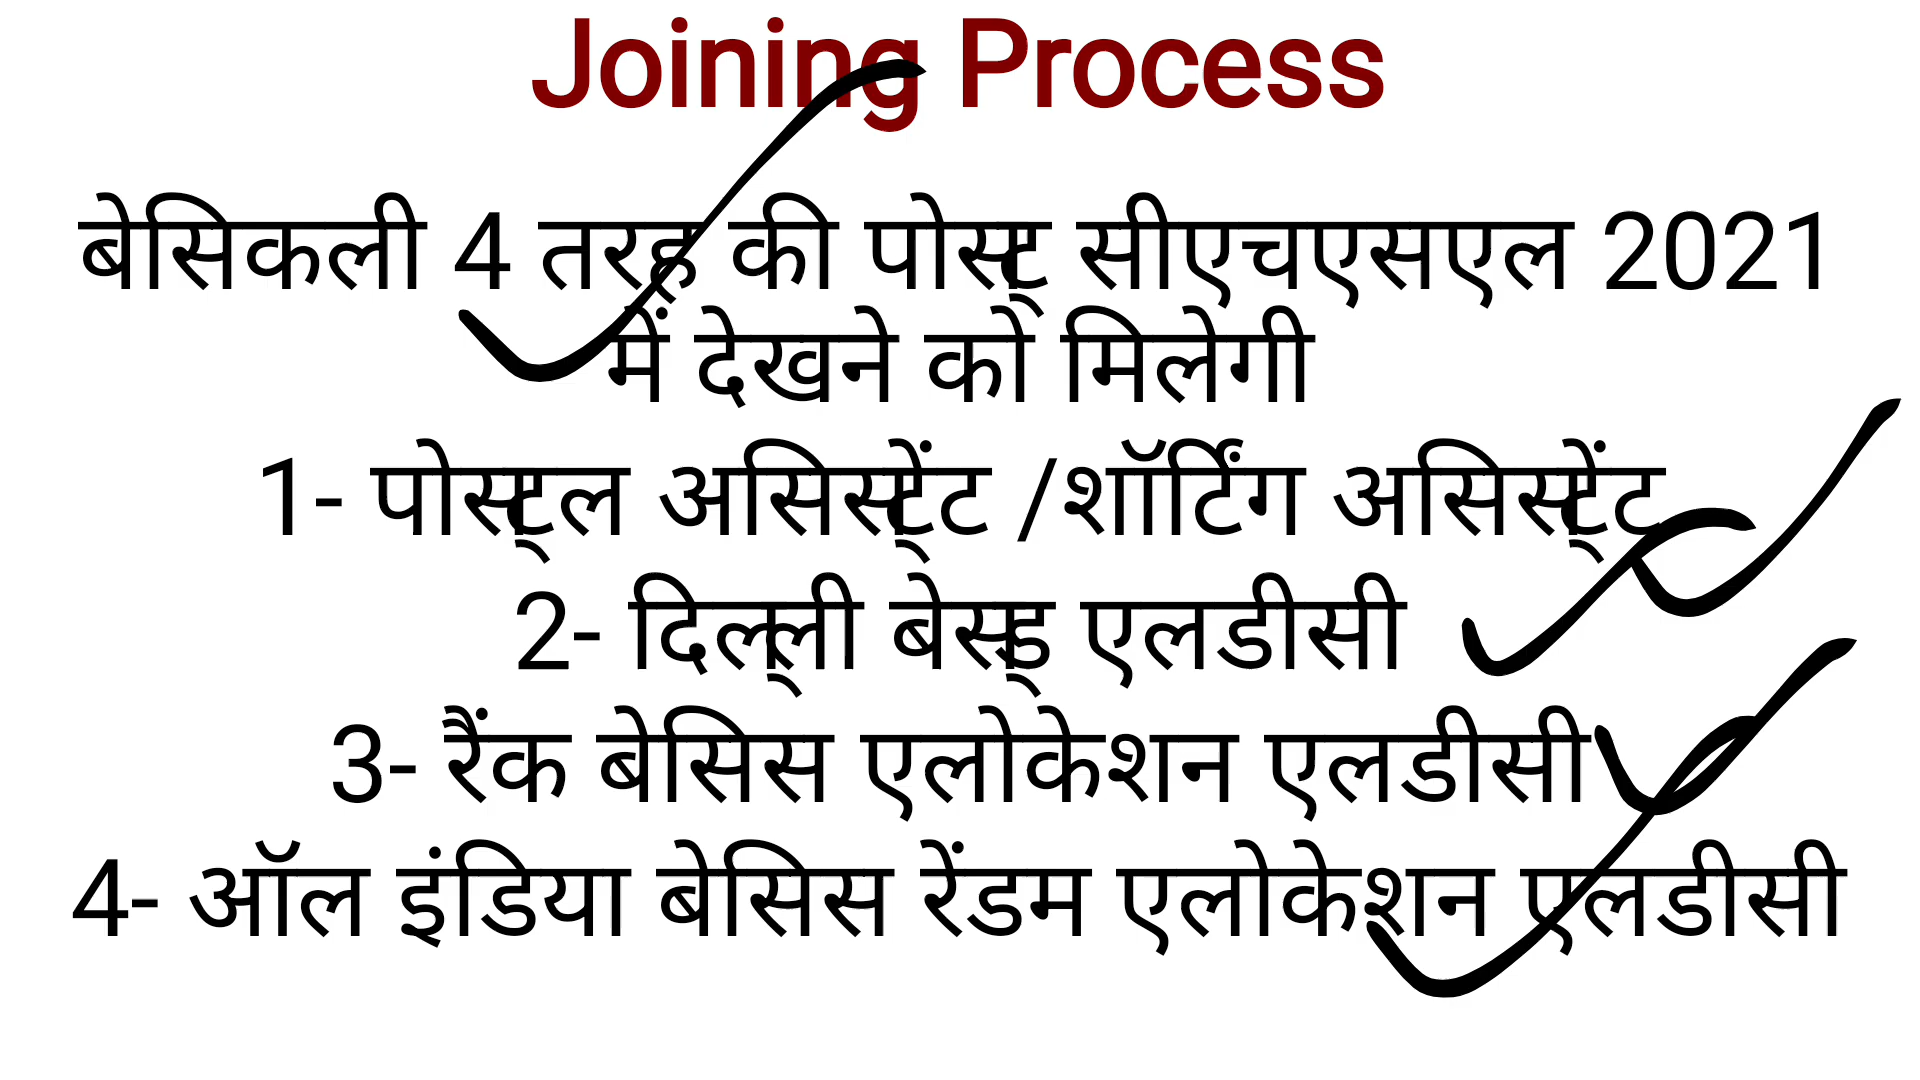 Joining Process
बेसिकली 4 तरह की पोस्ट सीएचएसएल 2021
में देखने को मिलेगी
1- पोस्टल असिस्टेंट /शॉर्टिंग असिस्टेंट
2- दिल्ली बेस्ड एलडीसी
3- रैंक बेसिस एलोकेशन एलडीसी
4- ऑल इंडिया बेसिस रेंडम एलोकेशन एलडीसी